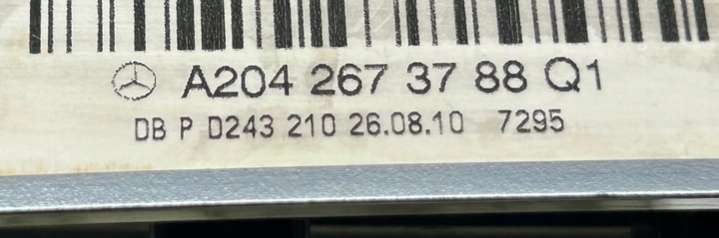 A204 267 37 88 Q1
DB P D243 210 26.08.10 7295